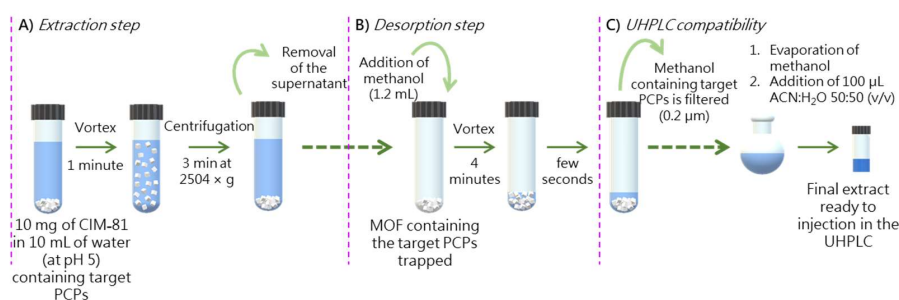 A) Extraction step
Vortex
1 minute
Centrifugation
3 min at
2504 × g
Removal
of the
supernatant
10 mg of CIM-81
in 10 mL of water
(at pH 5)
containing target
PCPs
B) Desorption step
Addition of
methanol
(1.2 mL)
Vortex
4
minutes
few
seconds
MOF containing
the target PCPs
trapped
C) UHPLC compatibility
Methanol
containing target
PCPs is filtered
(0.2 µm)
1. Evaporation of
methanol
2. Addition of 100 µL
ACN:H₂O 50:50 (v/v)
Final extract
ready to
injection in the
UHPLC